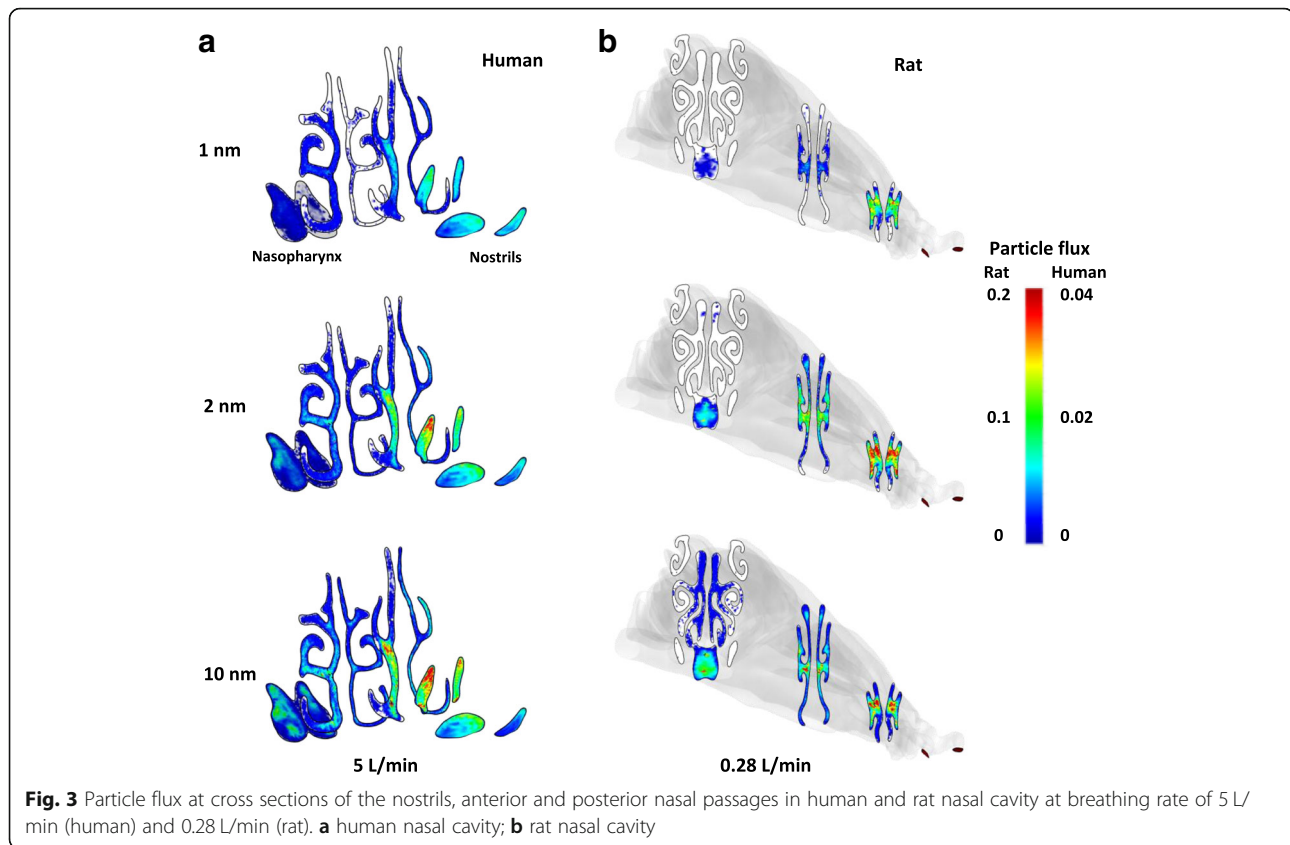 a
Human
b
Rat
1 nm
Nasopharynx
Nostrils
Particle flux
Rat
Human
0.2
0.04
2 nm
0.1
0.02
0
0
10 nm
5 L/min
0.28 L/min
Fig. 3 Particle flux at cross sections of the nostrils, anterior and posterior nasal passages in human and rat nasal cavity at breathing rate of 5 L/
min (human) and 0.28 L/min (rat). a human nasal cavity; b rat nasal cavity